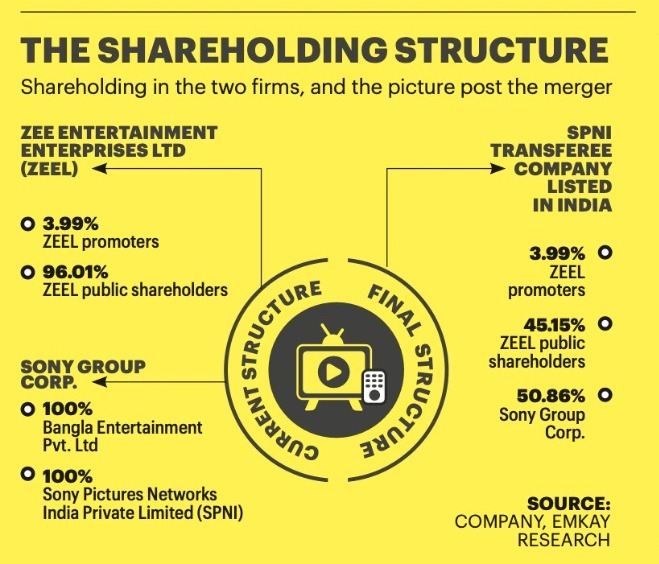 THE SHAREHOLDING STRUCTURE
Shareholding in the two firms, and the picture post the merger
ZEE ENTERTAINMENT
ENTERPRISES LTD
(ZEEL)
3.99%
ZEEL promoters
96.01%
ZEEL public shareholders
SONY GROUP
CORP.
100%
Bangla Entertainment
Pvt. Ltd
100%
Sony Pictures Networks
India Private Limited (SPNI)
CURRENT STRUCTURE
FINAL STRUCTURE
SPNI
TRANSFEREE
COMPANY
LISTED
IN INDIA
3.99%
ZEEL
promoters
45.15%
ZEEL public
shareholders
50.86%
Sony Group
Corp.
SOURCE:
COMPANY, EMKAY
RESEARCH